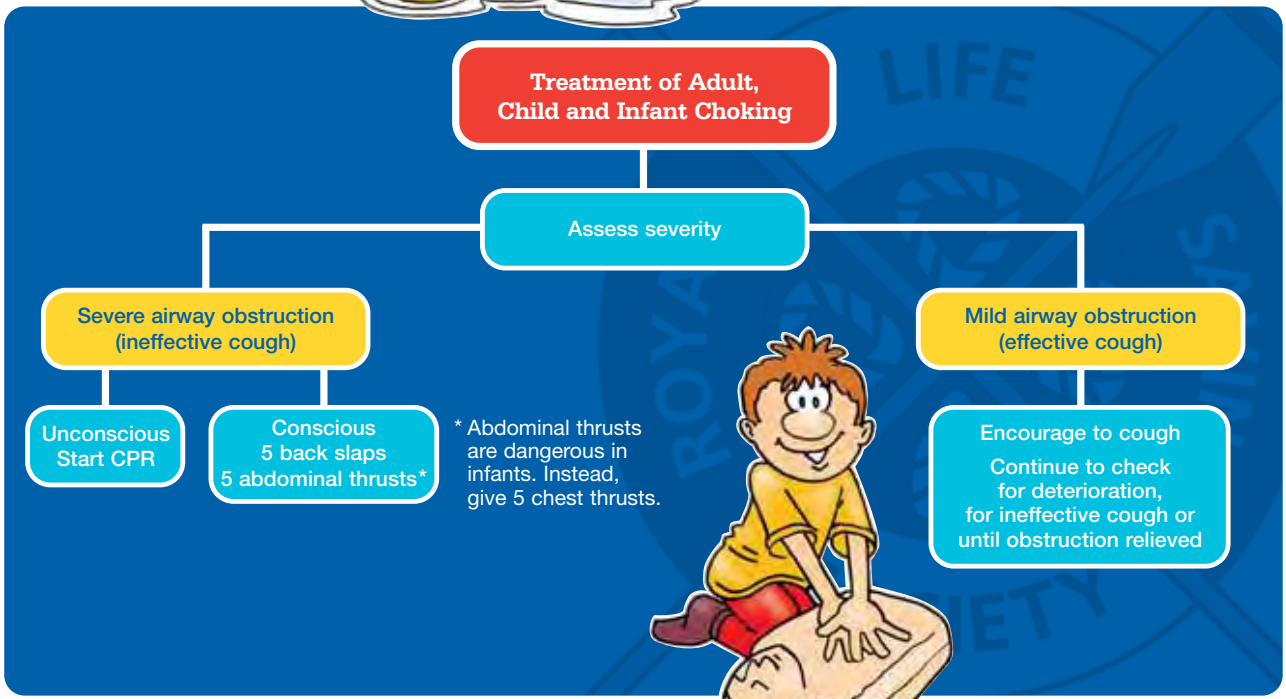 Treatment of Adult,
Child and Infant Choking
Assess severity
Severe airway obstruction
(ineffective cough)
Mild airway obstruction
(effective cough)
Unconscious
Start CPR
Conscious
5 back slaps
5 abdominal thrusts*
* Abdominal thrusts
are dangerous in
infants. Instead,
give 5 chest thrusts.
Encourage to cough
Continue to check
for deterioration,
for ineffective cough or
until obstruction relieved
LIFE